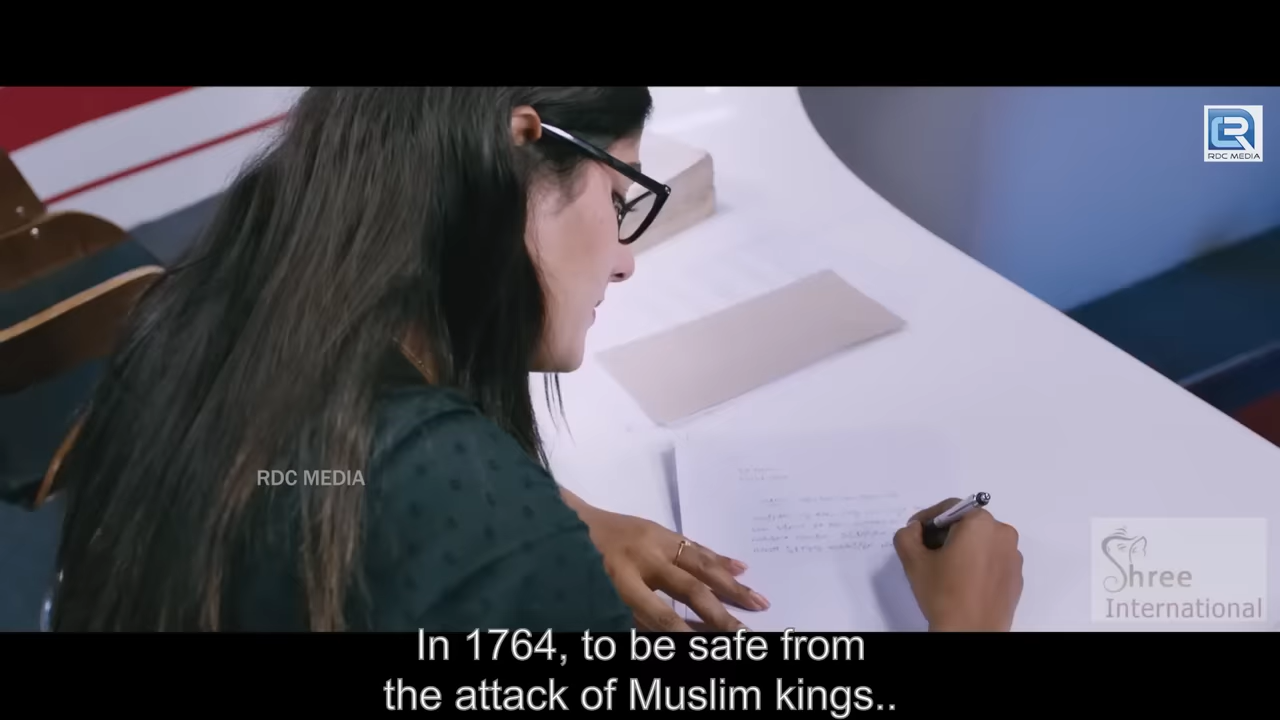 RDC MEDIA
RDC MEDIA
Shree
International
In 1764, to be safe from
the attack of Muslim kings..